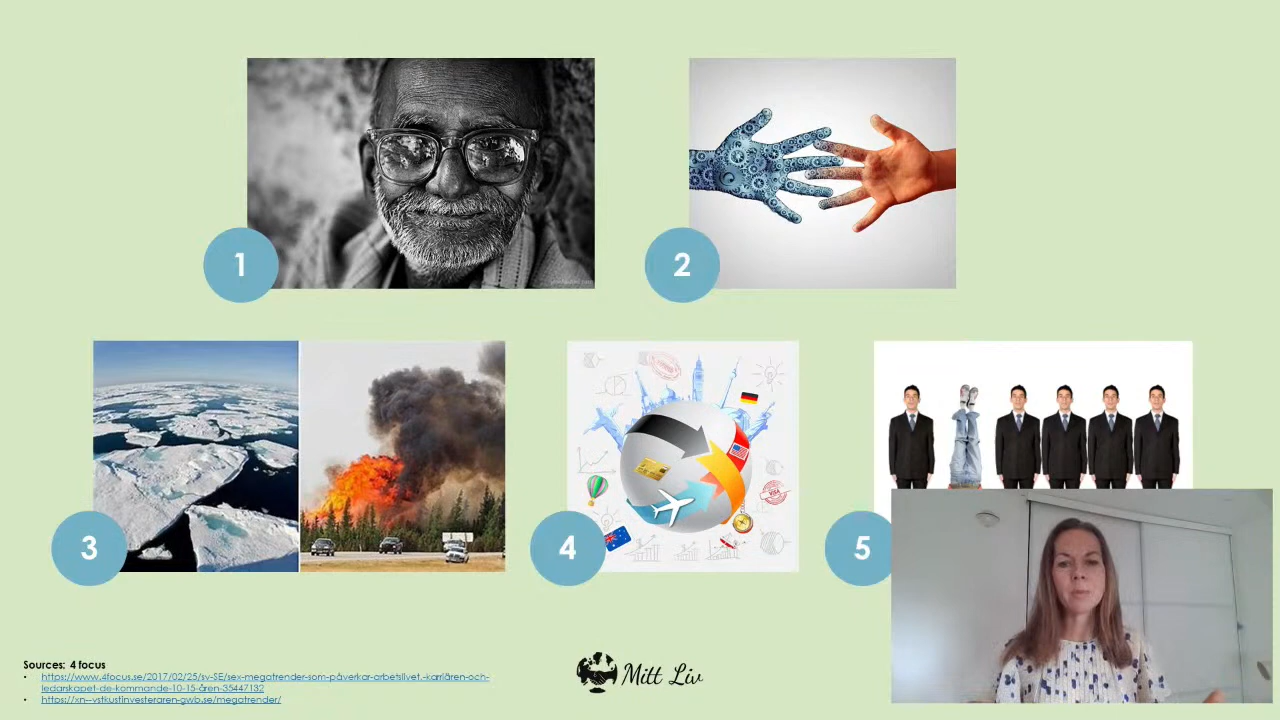 1
2
3
4
5
Sources: 4 focus
• https://www.4focus.se/2017/02/25/sv-SE/sex-megatrender-som-påverkar-arbetslivet,-karriären-och-
ledarskapet-de-kommande-10-15-åren-35447132
• https://xn--vstkustinvesteraren-gwb.se/megatrender/
Mitt Liv